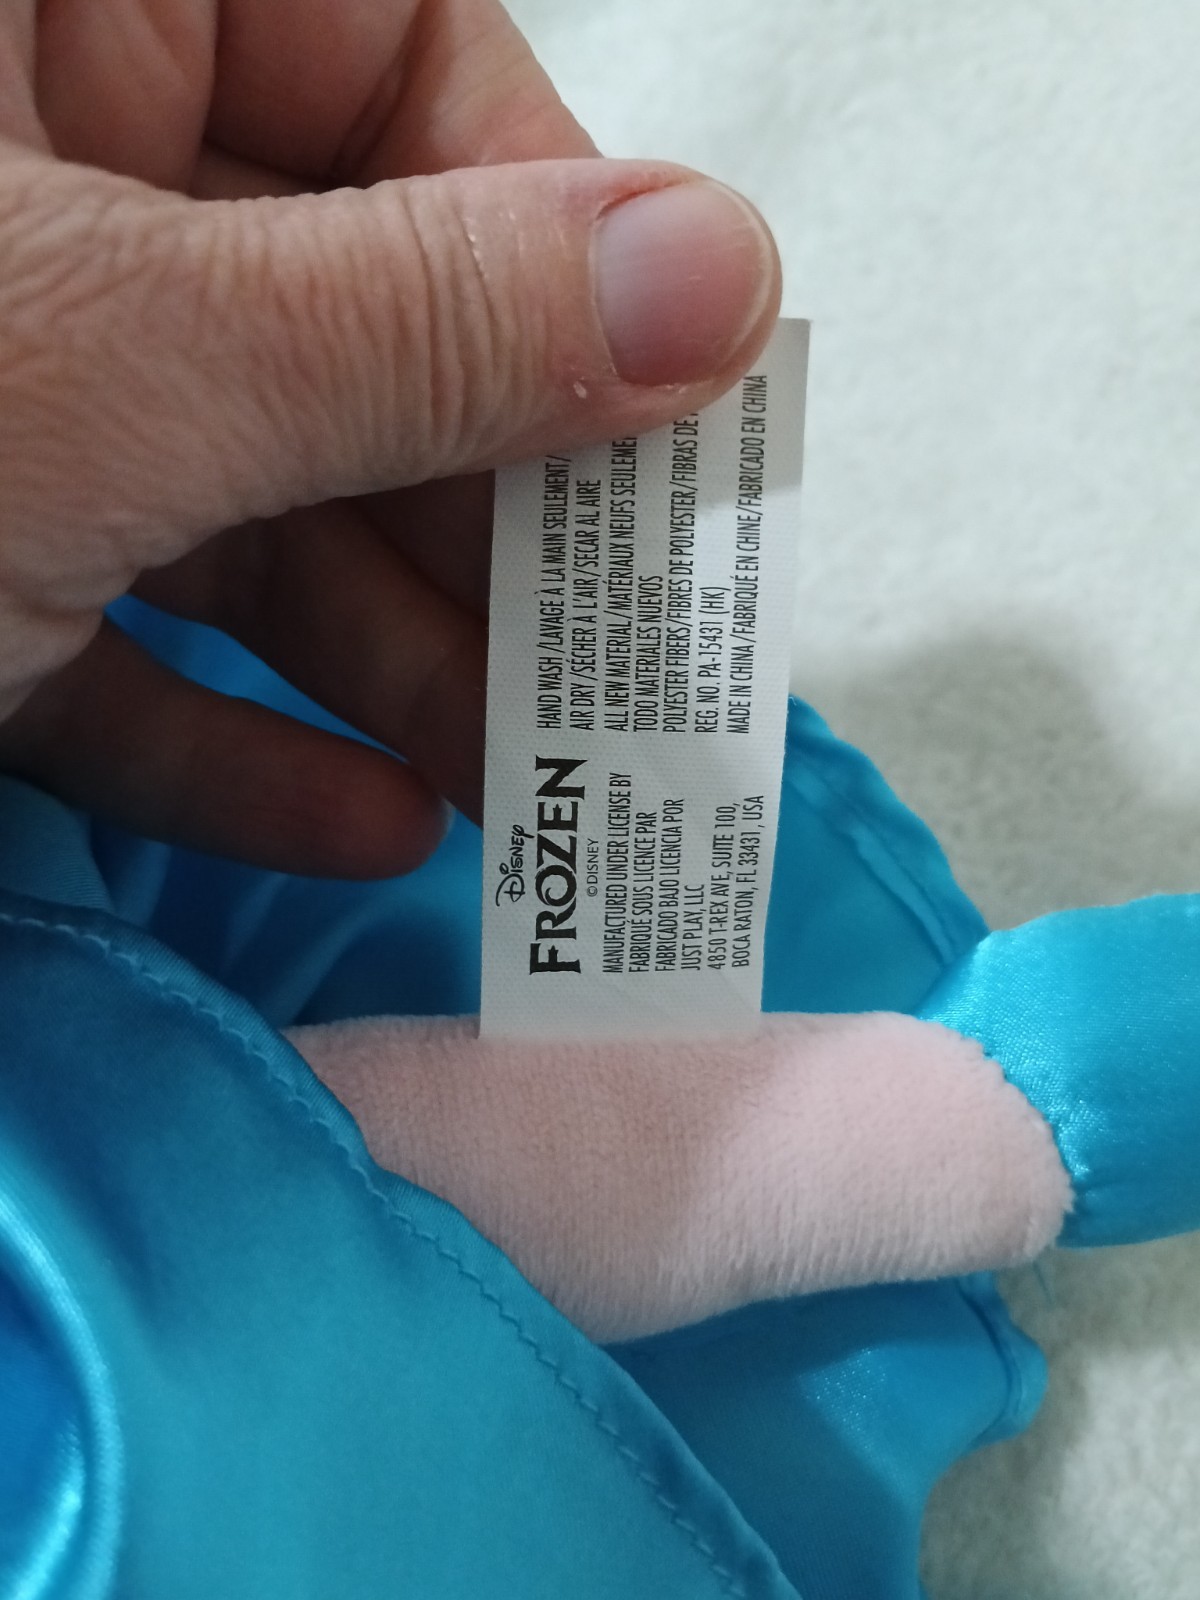 Disney
FROZEN
© DISNEY
MANUFACTURED UNDER LICENSE BY
FABRIQUÉ SOUS LICENCE PAR
FABRICADO BAJO LICENCIA POR
JUST PLAY, LLC
4850 T-REX AVE, SUITE 100,
BOCA RATON, FL 33431, USA
HAND WASH/LAVAGE À LA MAIN SEULEMENT/
AIR DRY/SÉCHER À L'AIR/SECAR AL AIRE
ALL NEW MATERIAL/MATÉRIAUX NEUFS
TODO MATERIALES NUEVOS
POLYESTER FIBERS/FIBRES DE POLYESTER/FIBRAS DE
REG. NO. PA-15431 (HK)
MADE IN CHINA/FABRIQUÉ EN CHINE/FABRICADO EN CHINA